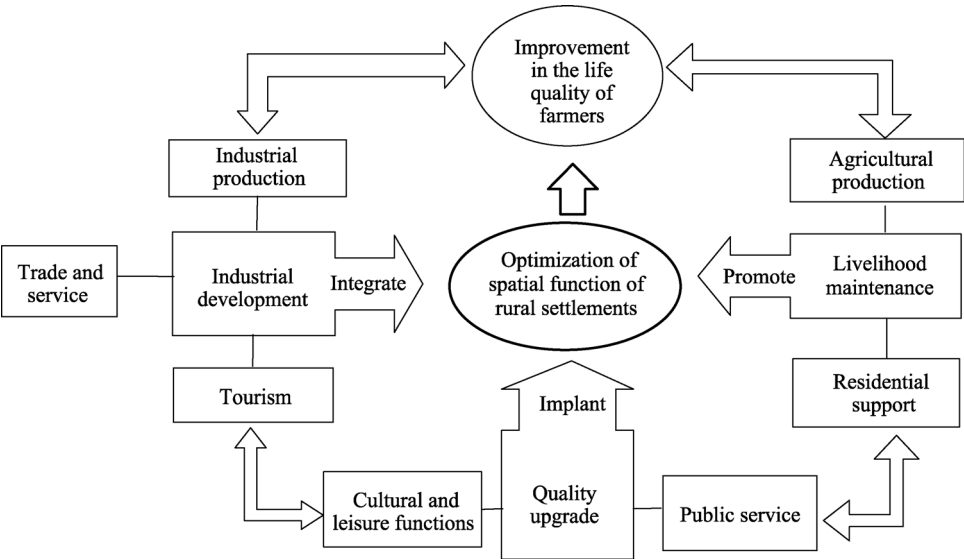 Improvement
in the life
quality of
farmers
Industrial
production
Agricultural
production
Trade and
service
Industrial
development
Integrate
Optimization of
spatial function of
rural settlements
Promote
Livelihood
maintenance
Tourism
Implant
Residential
support
Cultural and
leisure functions
Quality
upgrade
Public service